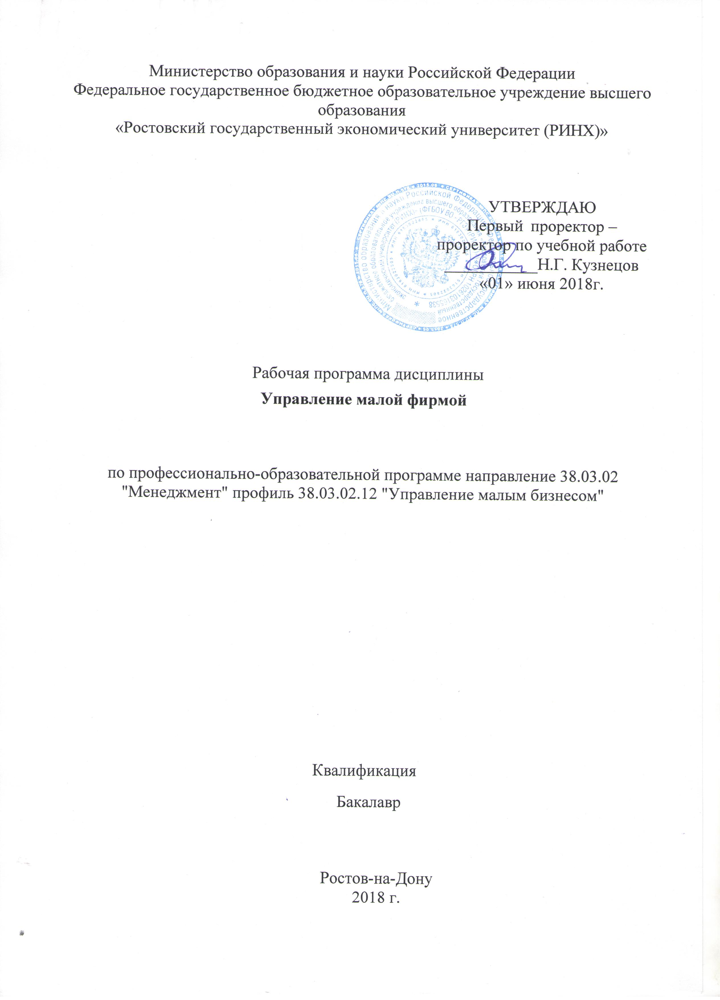 Министерство образования и науки Российской Федерации
Федеральное государственное бюджетное образовательное учреждение высшего
образования
«Ростовский государственный экономический университет (РИНХ)»
УТВЕРЖДАЮ
Первый проректор –
проректор по учебной работе
Н.Г. Кузнецов
«01» июня 2018г.
Рабочая программа дисциплины
Управление малой фирмой
по профессионально-образовательной программе направление 38.03.02
"Менеджмент" профиль 38.03.02.12 "Управление малым бизнесом"
Квалификация
Бакалавр
Ростов-на-Дону
2018 г.